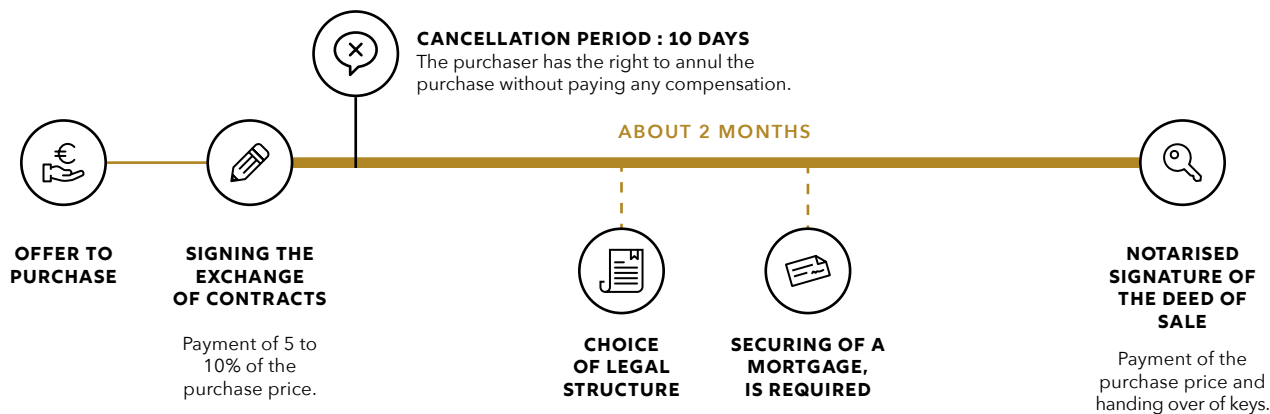 CANCELLATION PERIOD : 10 DAYS
The purchaser has the right to annul the
purchase without paying any compensation.
ABOUT 2 MONTHS
€
OFFER TO
PURCHASE
SIGNING THE
EXCHANGE
OF CONTRACTS
Payment of 5 to
10% of the
purchase price.
CHOICE
OF LEGAL
STRUCTURE
SECURING OF A
MORTGAGE,
IS REQUIRED
NOTARISED
SIGNATURE OF
THE DEED OF
SALE
Payment of the
purchase price and
handing over of keys.